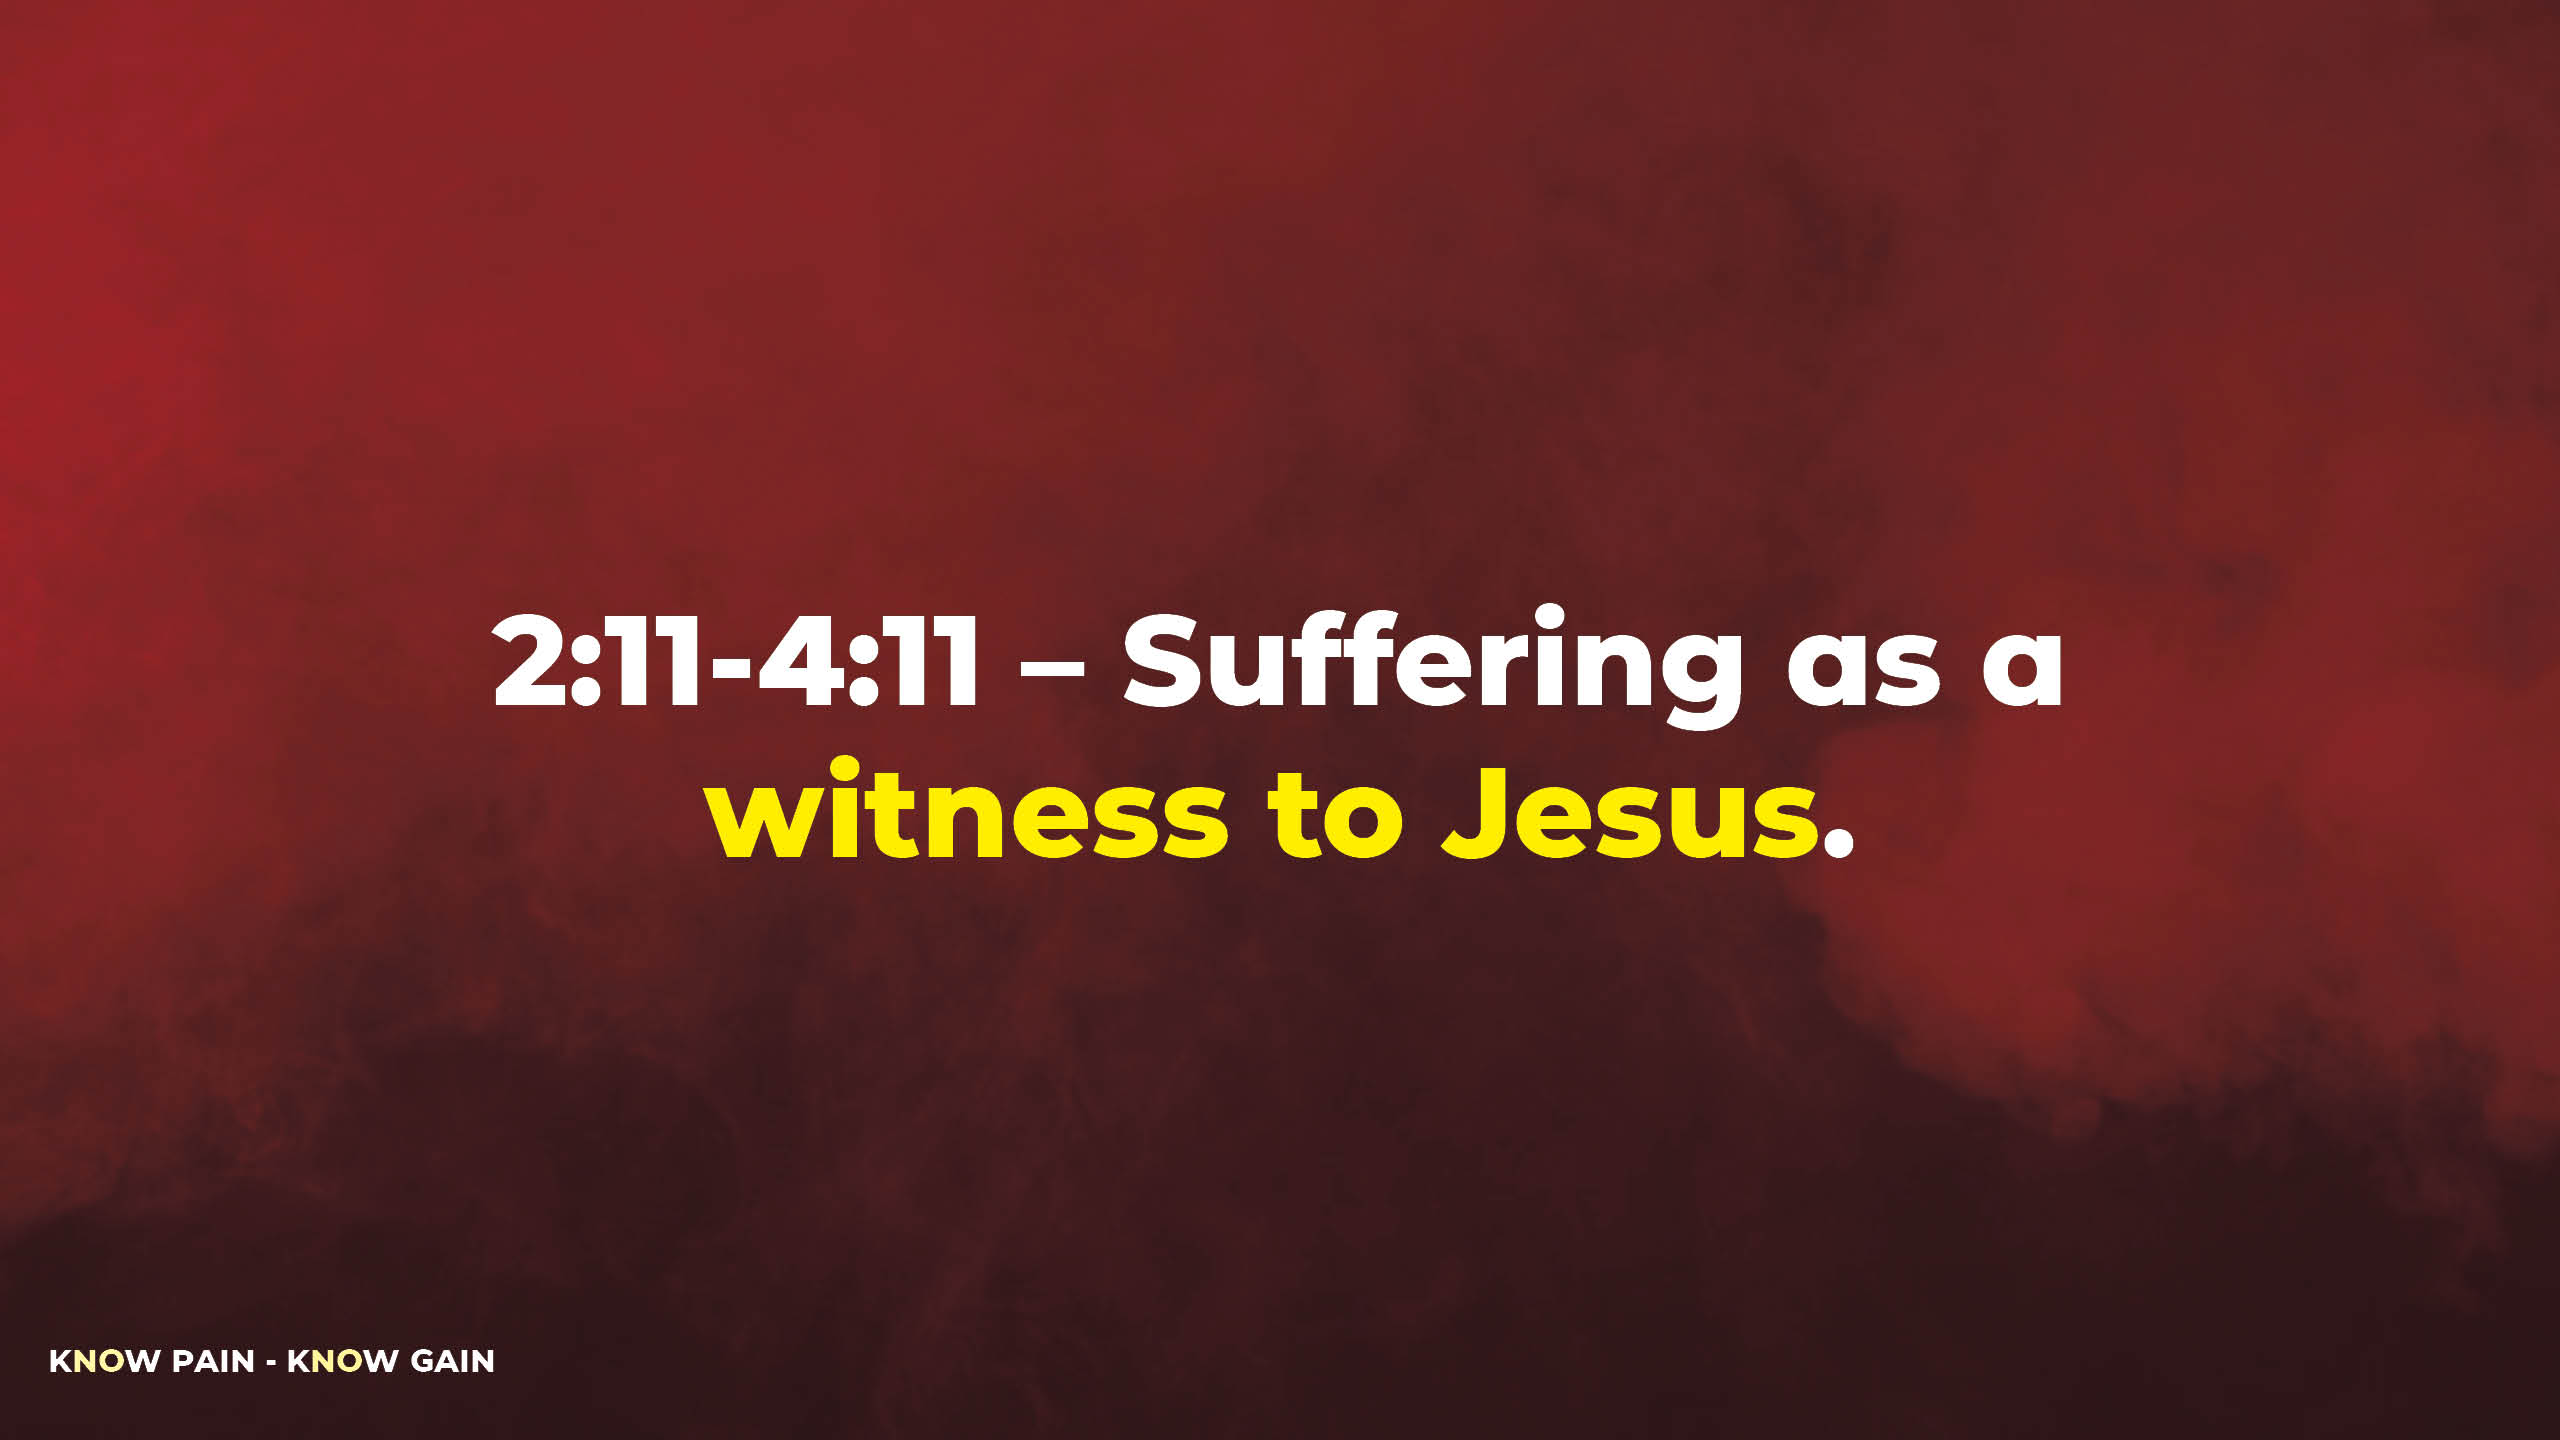 2:11-4:11 – Suffering as a
witness to Jesus.
KNOW PAIN - KNOW GAIN